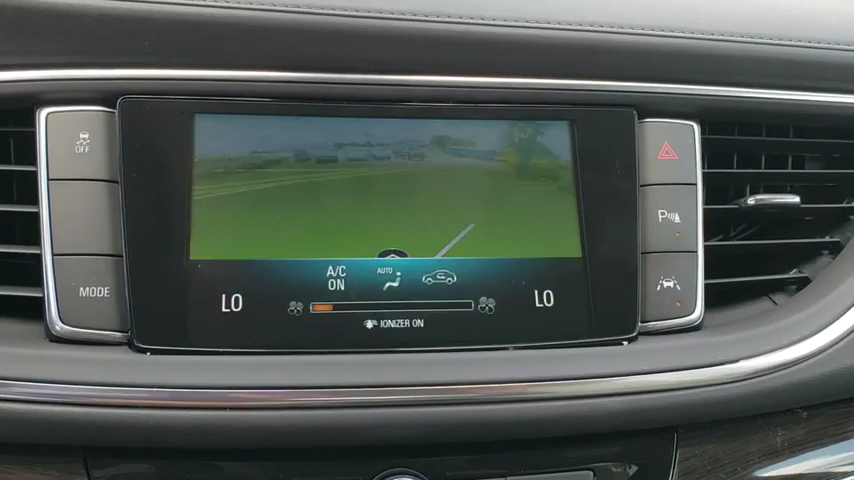 OFF
MODE
A/C
ON
AUTO
LO
LO
IONIZER ON
P